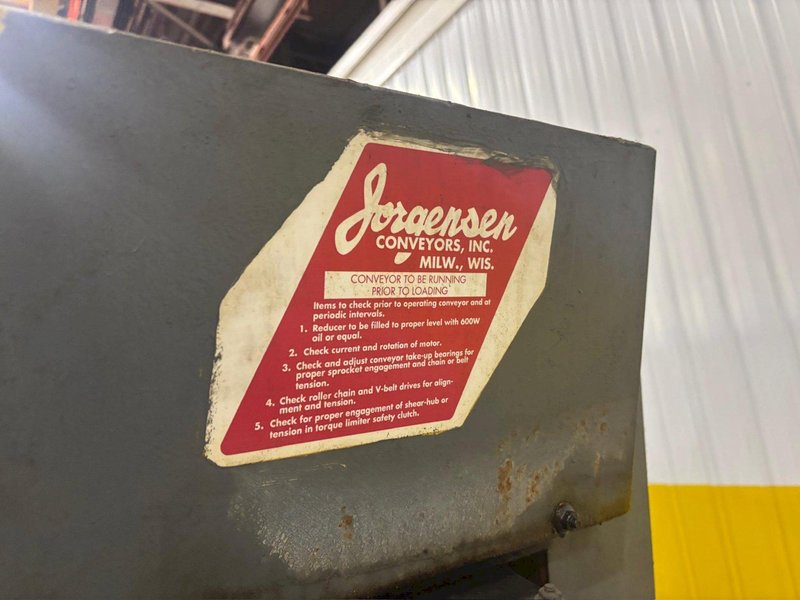 Jorgensen
CONVEYORS, INC.
MILW., WIS.
CONVEYOR TO BE RUNNING
PRIOR TO LOADING
Items to check prior to operating conveyor and at
periodic intervals.
1. Reducer to be filled to proper level with 600W
oil or equal.
2. Check current and rotation of motor.
3. Check and adjust conveyor take-up bearings for
proper sprocket engagement and chain or belt
tension.
4. Check roller chain and V-belt drives for align-
ment and tension.
5. Check for proper engagement of shear-hub or
tension in torque limiter safety clutch.